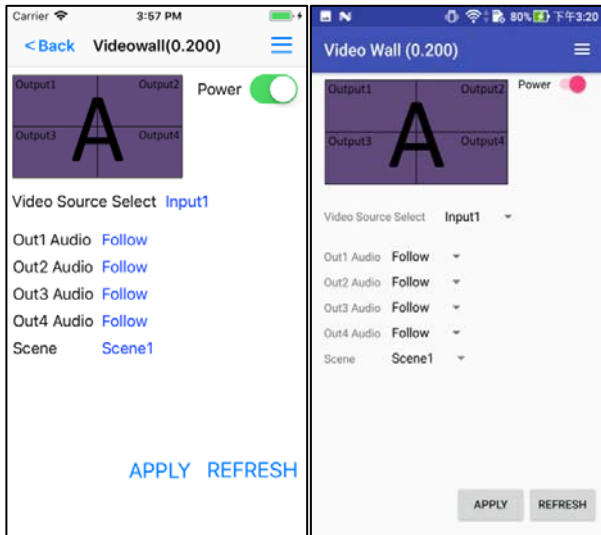 Carrier 3:57 PM
<Back Videowall(0.200)
Output1 Output2 Power
A
Output3 Output4
Video Source Select Input1
Out1 Audio Follow
Out2 Audio Follow
Out3 Audio Follow
Out4 Audio Follow
Scene Scene1
APPLY REFRESH
N 80% 下午3:20
Video Wall (0.200)
Output1 Output2 Power
A
Output3 Output4
Video Source Select Input1
Out1 Audio Follow
Out2 Audio Follow
Out3 Audio Follow
Out4 Audio Follow
Scene Scene1
APPLY REFRESH